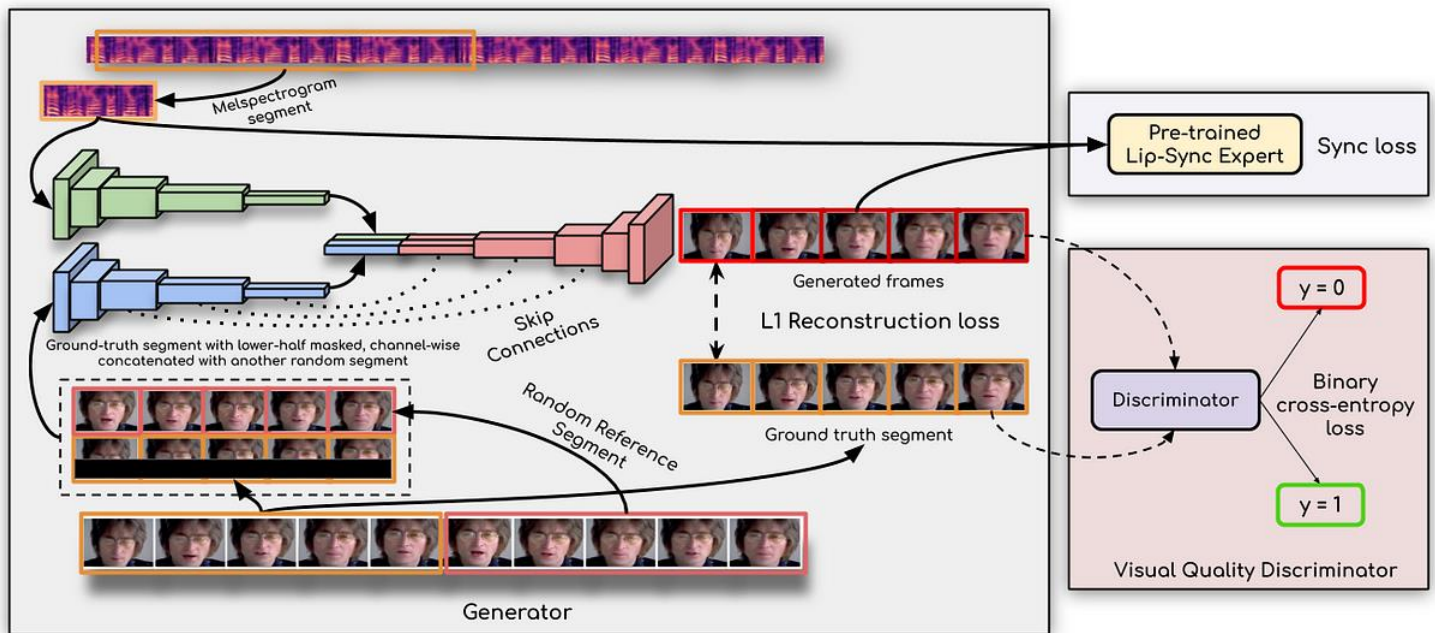 Melspectrogram
segment
Pre-trained
Lip-Sync Expert
Sync loss
Generated frames
L1 Reconstruction loss
Skip
Connections
Ground-truth segment with lower-half masked, channel-wise
concatenated with another random segment
Random Reference
Segment
Ground truth segment
Generator
y = 0
Discriminator
Binary
cross-entropy
loss
y = 1
Visual Quality Discriminator